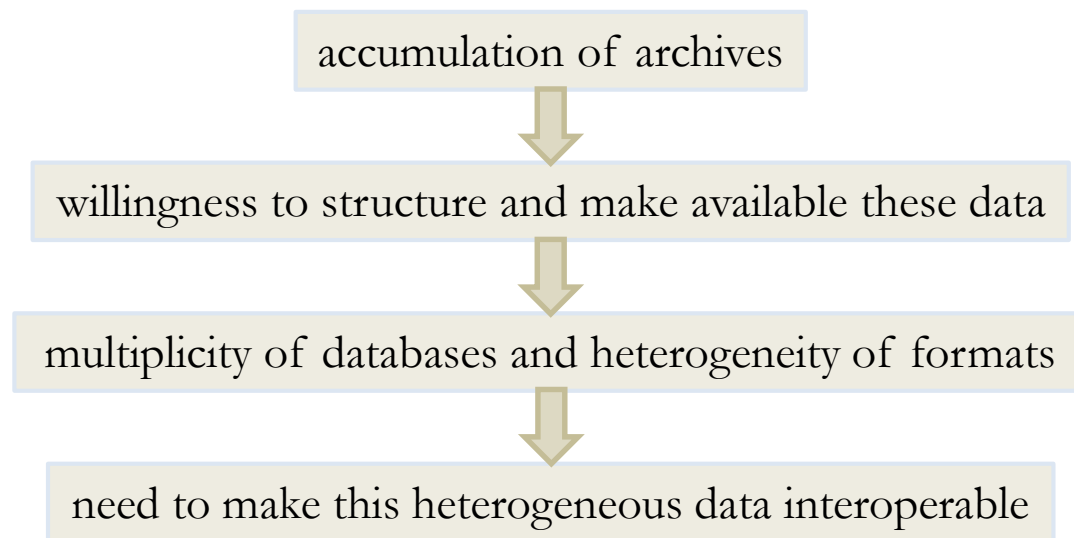 accumulation of archives
willingness to structure and make available these data
multiplicity of databases and heterogeneity of formats
need to make this heterogeneous data interoperable